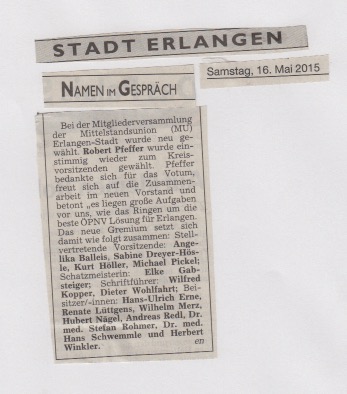 STADT ERLANGEN
Samstag, 16. Mai 2015
NAMEN IM GESPRÄCH
Bei der Mitgliederversammlung
der Mittelstandsunion (MU)
Erlangen-Stadt wurde neu ge-
wählt. Robert Pfeffer wurde ein-
stimmig wieder zum Kreis-
vorsitzenden gewählt. Pfeffer
bedankte sich für das Votum,
freut sich auf die Zusammen-
arbeit im neuen Vorstand und
betont „es liegen große Aufgaben
vor uns, wie das Ringen um die
beste ÖPNV Lösung für Erlangen.
Das neue Gremium setzt sich
damit wie folgt zusammen: Stell-
vertretende Vorsitzende: Ange-
lika Balleis, Sabine Dreyer-Hös-
le, Kurt Höller, Michael Pickel;
Schatzmeisterin: Elke Gab-
steiger; Schriftführer: Wilfred
Kopper, Dieter Wohlfahrt; Bei-
sitzer/-innen: Hans-Ulrich Erne,
Renate Lüttgens, Wilhelm Merz,
Hubert Nägel, Andreas Redl, Dr.
med. Stefan Rohmer, Dr. med.
Hans Schwemmle und Herbert
Winkler. en